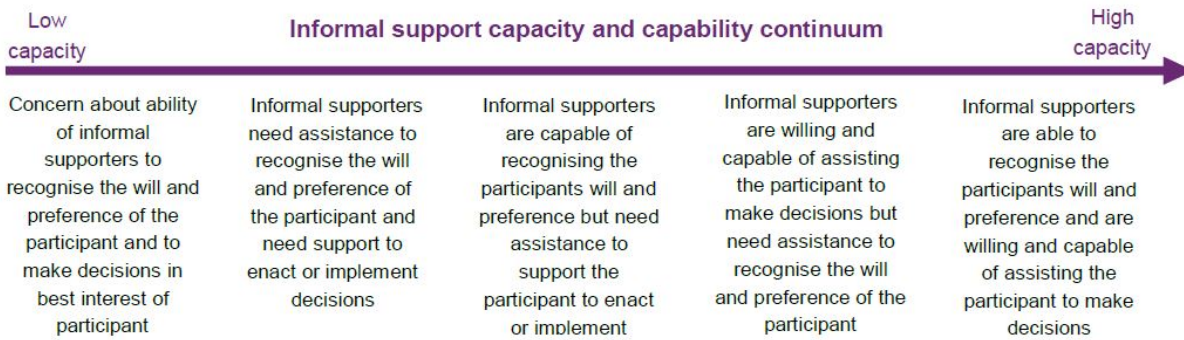 Low
capacity
Informal support capacity and capability continuum
High
capacity
Concern about ability
of informal
supporters to
recognise the will and
preference of the
participant and to
make decisions in
best interest of
participant
Informal supporters
need assistance to
recognise the will
and preference of
the participant and
need support to
enact or implement
decisions
Informal supporters
are capable of
recognising the
participants will and
preference but need
assistance to
support the
participant to enact
or implement
Informal supporters
are willing and
capable of assisting
the participant to
make decisions but
need assistance to
recognise the will
and preference of the
participant
Informal supporters
are able to
recognise the
participants will and
preference and are
willing and capable
of assisting the
participant to make
decisions